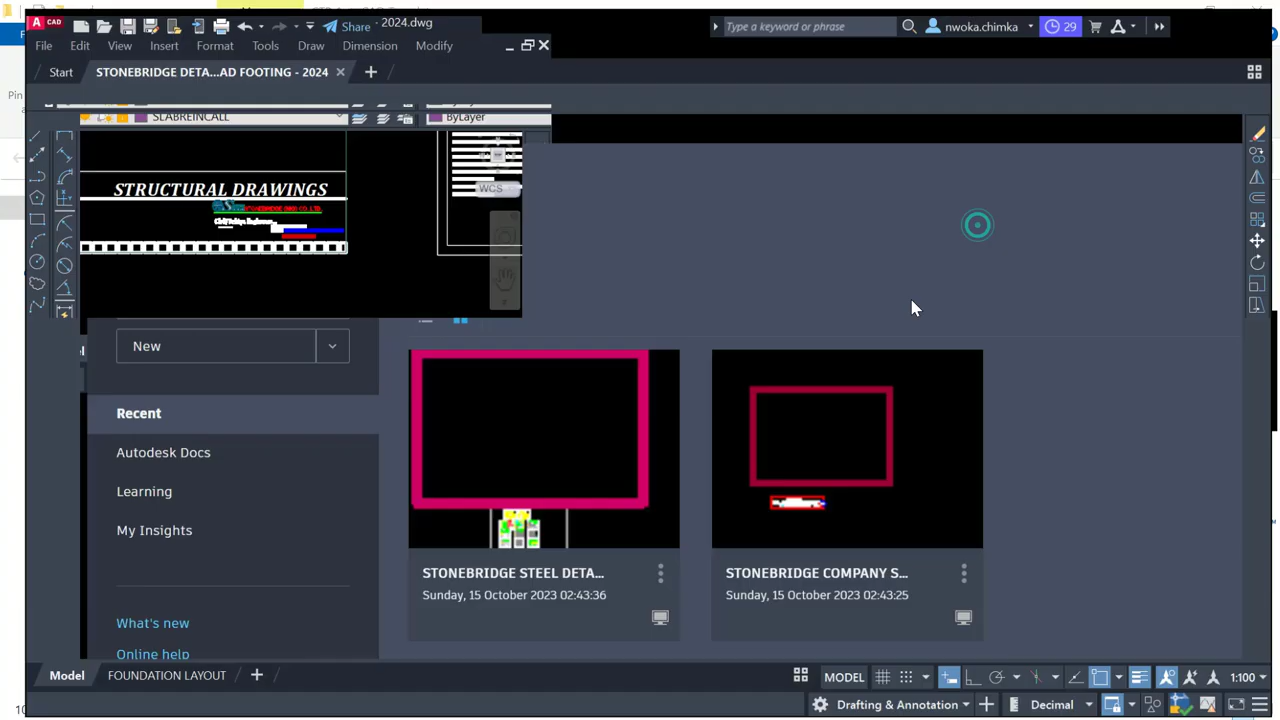 CAD
Share
2024.dwg
Type a keyword or phrase
nwoka.chimka
29
File Edit View Insert Format Tools Draw Dimension Modify
Start
STONEBRIDGE DETA...AD FOOTING - 2024
SLABREINCALL
ByLayer
Pin
STRUCTURAL DRAWINGS
WCS
New
Recent
Autodesk Docs
Learning
My Insights
What's new
Online help
STONEBRIDGE STEEL DETA...
Sunday, 15 October 2023 02:43:36
STONEBRIDGE COMPANY S...
Sunday, 15 October 2023 02:43:25
Model
FOUNDATION LAYOUT
MODEL
1:100
Drafting & Annotation
Decimal
10